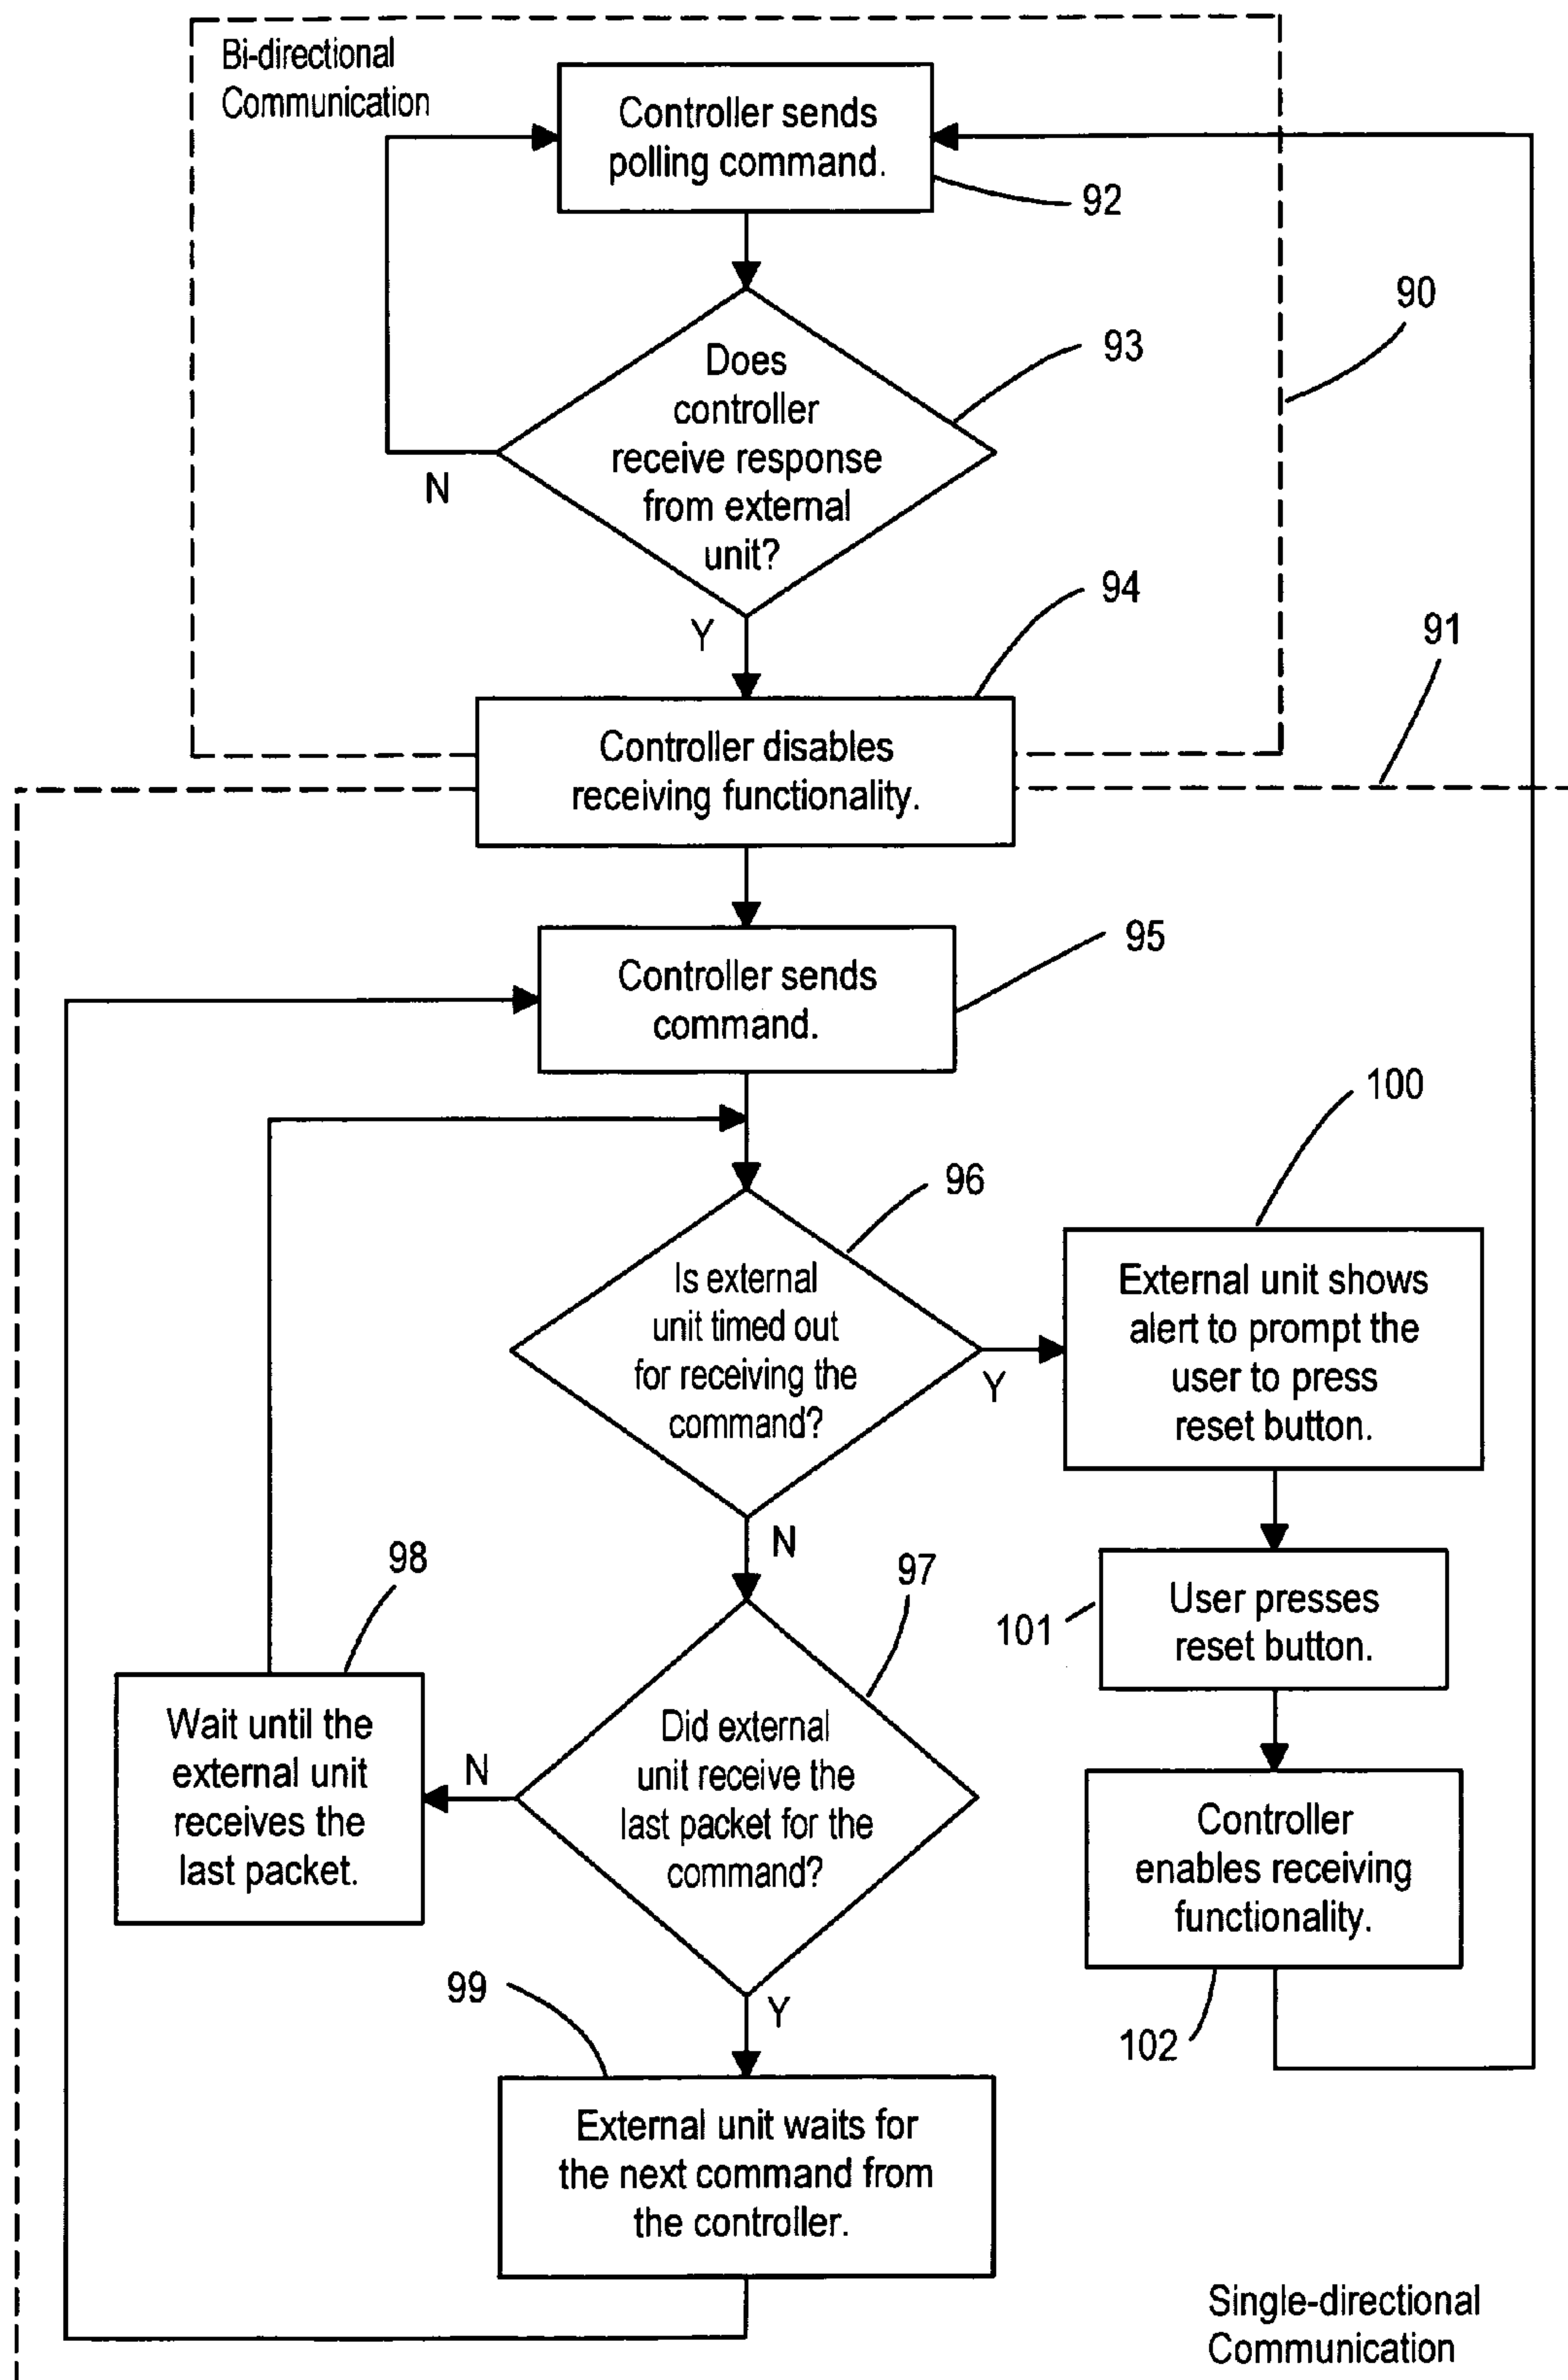 Bi-directional
Communication
Controller sends
polling command.
92
90
93
Does
controller
receive response
from external
unit?
N
Y
94
91
Controller disables
receiving functionality.
95
Controller sends
command.
100
96
Is external
unit timed out
for receiving the
command?
Y
N
External unit shows
alert to prompt the
user to press
reset button.
98
97
101
User presses
reset button.
Wait until the
external unit
receives the
last packet.
N
Did external
unit receive the
last packet for the
command?
Y
Controller
enables receiving
functionality.
99
102
External unit waits for
the next command from
the controller.
Single-directional
Communication